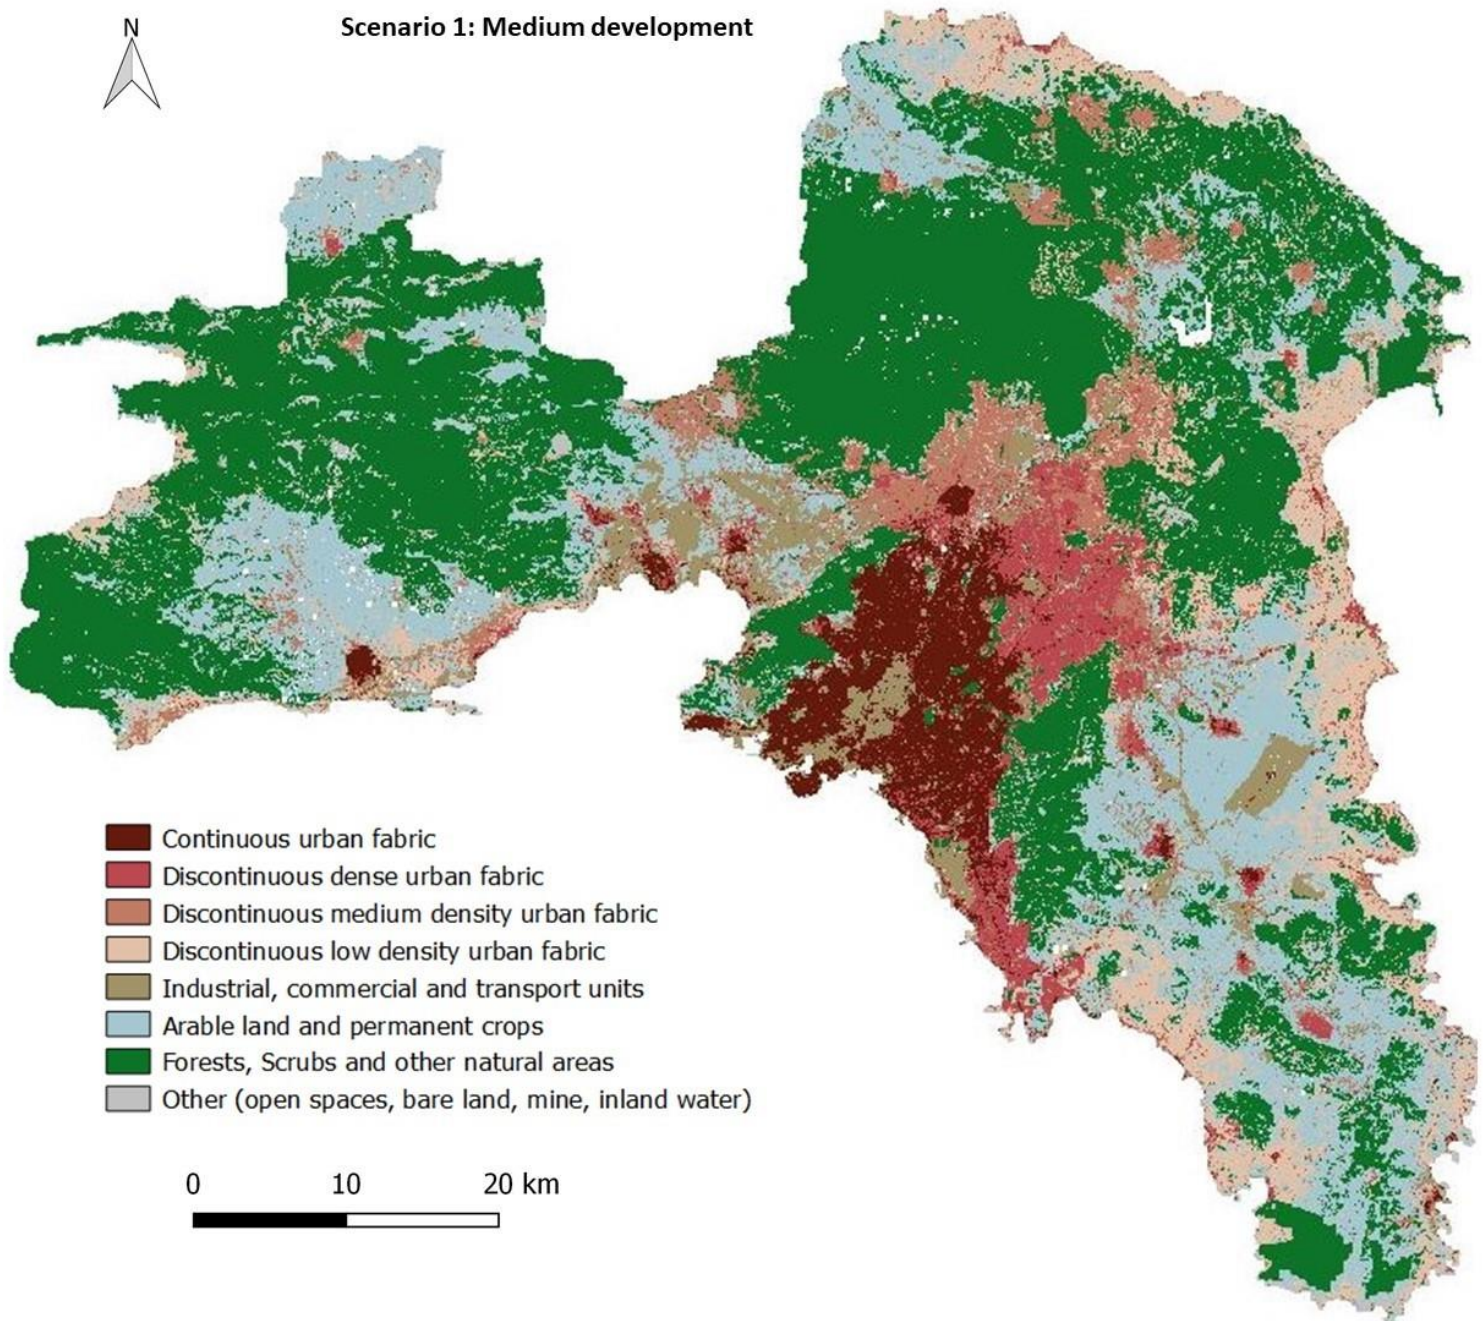 Scenario 1: Medium development
N
Continuous urban fabric
Discontinuous dense urban fabric
Discontinuous medium density urban fabric
Discontinuous low density urban fabric
Industrial, commercial and transport units
Arable land and permanent crops
Forests, Scrubs and other natural areas
Other (open spaces, bare land, mine, inland water)
0 10 20 km